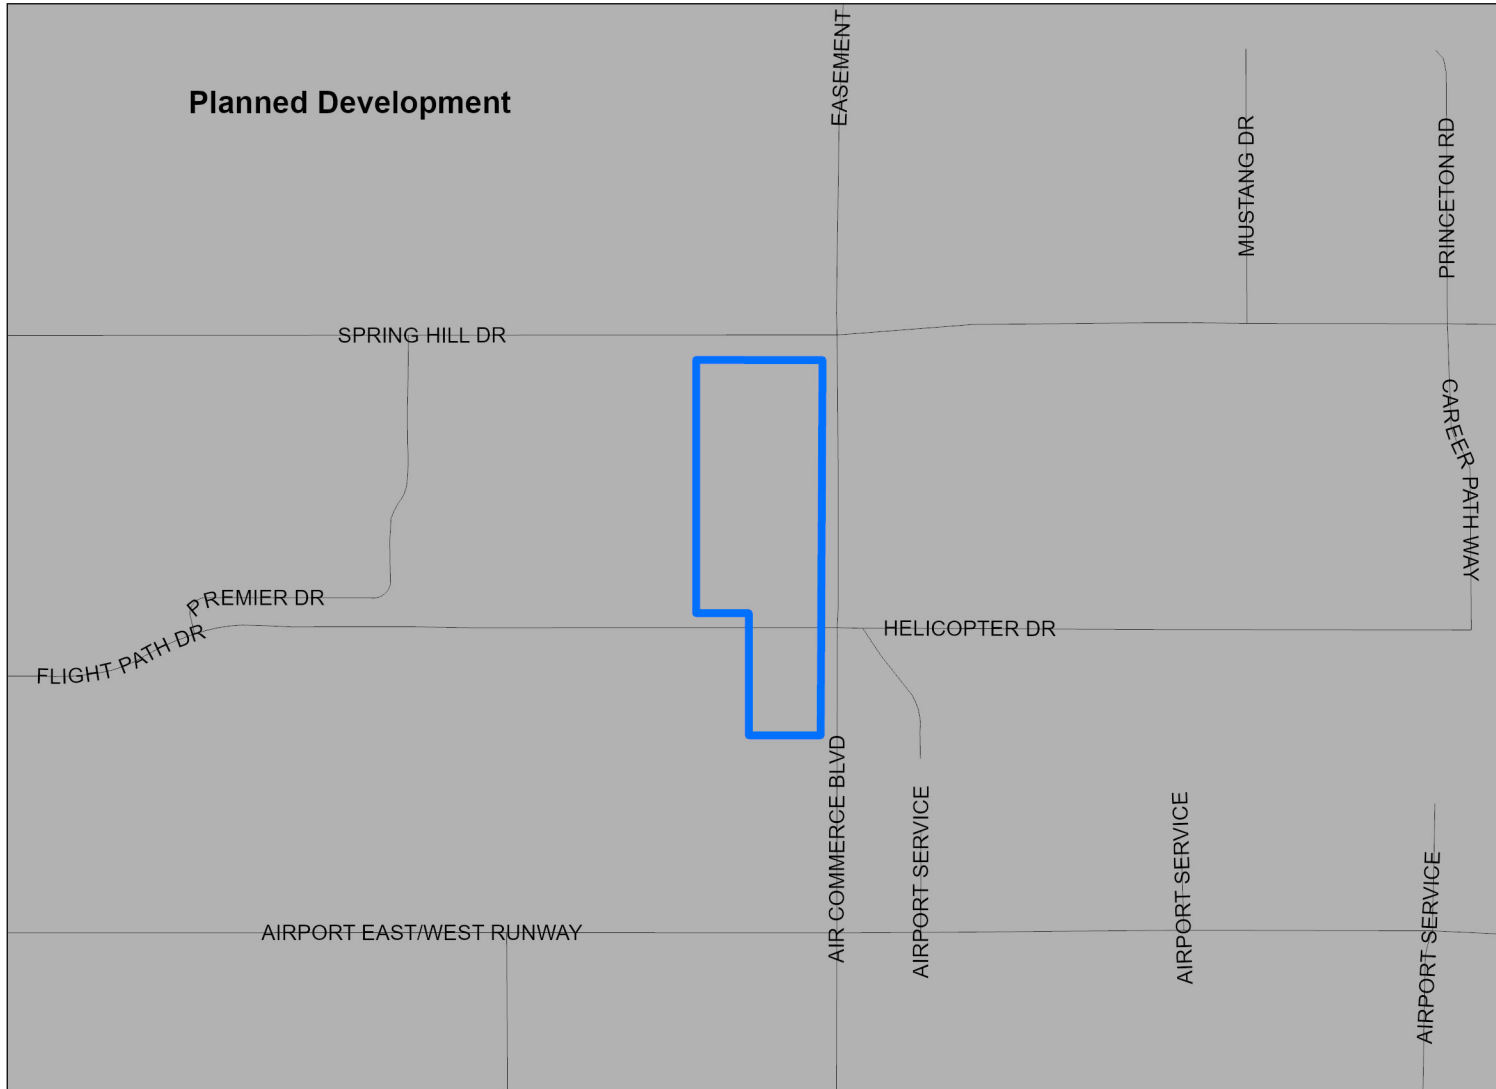 EASEMENT
Planned Development
MUSTANG DR
PRINCETON RD
SPRING HILL DR
CAREER PATH WAY
PREMIER DR
FLIGHT PATH DR
HELICOPTER DR
AIR COMMERCE BLVD
AIRPORT SERVICE
AIRPORT SERVICE
AIRPORT SERVICE
AIRPORT EAST/WEST RUNWAY